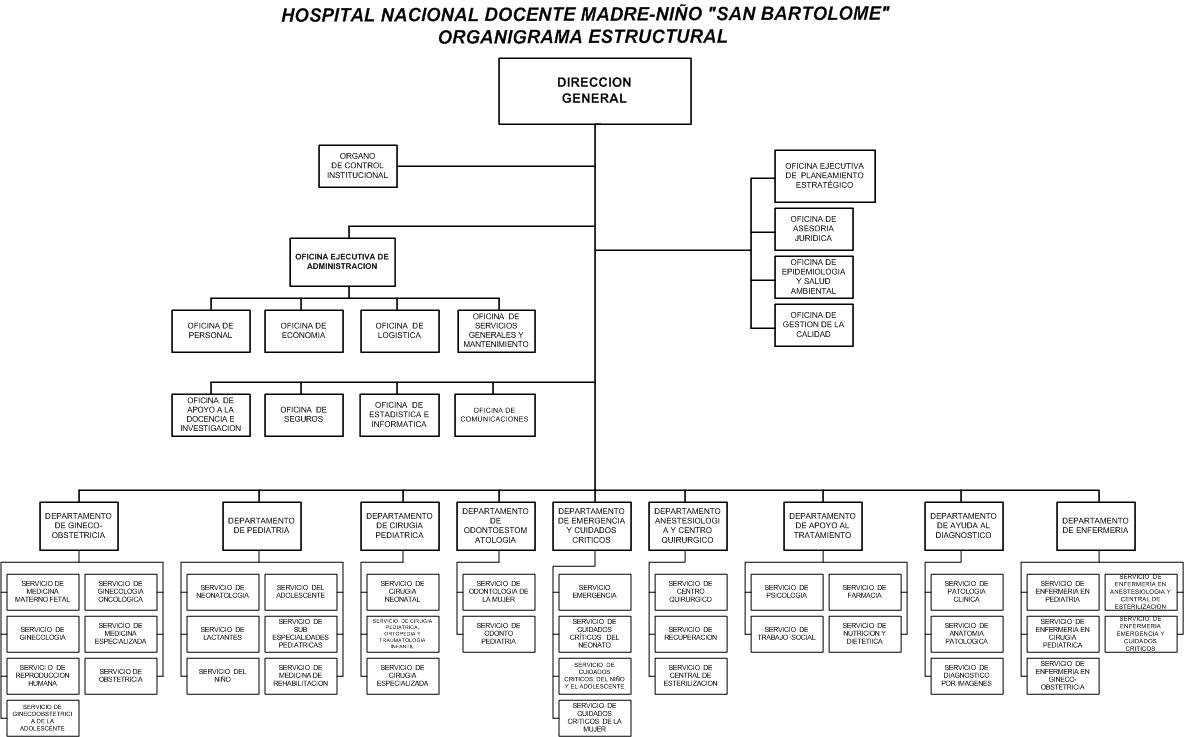 HOSPITAL NACIONAL DOCENTE MADRE-NIÑO "SAN BARTOLOME"
ORGANIGRAMA ESTRUCTURAL
DIRECCION
GENERAL
ORGANO
DE CONTROL
INSTITUCIONAL
OFICINA EJECUTIVA
DE PLANEAMIENTO
ESTRATÉGICO
OFICINA DE
ASESORIA
JURIDICA
OFICINA DE
EPIDEMIOLOGIA
Y SALUD
AMBIENTAL
OFICINA DE
GESTION DE LA
CALIDAD
OFICINA EJECUTIVA DE
ADMINISTRACION
OFICINA DE
PERSONAL
OFICINA DE
ECONOMIA
OFICINA DE
LOGISTICA
OFICINA DE
SERVICIOS
GENERALES Y
MANTENIMIENTO
OFICINA DE
APOYO A LA
DOCENCIA E
INVESTIGACION
OFICINA DE
SEGUROS
OFICINA DE
ESTADISTICA E
INFORMATICA
OFICINA DE
COMUNICACIONES
DEPARTAMENTO
DE GINECO-
OBSTETRICIA
DEPARTAMENTO
DE PEDIATRIA
DEPARTAMENTO
DE CIRUGIA
PEDIATRICA
DEPARTAMENTO
DE
ODONTOESTOM
ATOLOGIA
DEPARTAMENTO
DE EMERGENCIA
Y CUIDADOS
CRITICOS
DEPARTAMENTO
ANESTESIOLOGI
A Y CENTRO
QUIRURGICO
DEPARTAMENTO
DE APOYO AL
TRATAMIENTO
DEPARTAMENTO
DE AYUDA AL
DIAGNOSTICO
DEPARTAMENTO
DE ENFERMERIA
SERVICIO DE
MEDICINA
MATERNO FETAL
SERVICIO DE
GINECOLOGIA
ONCOLOGICA
SERVICIO DE
GINECOLOGIA
SERVICIO DE
MEDICINA
ESPECIALIZADA
SERVICIO DE
REPRODUCCION
HUMANA
SERVICIO DE
OBSTETRICIA
SERVICIO DE
GINECOOBSTETRICI
A DE LA
ADOLESCENTE
SERVICIO DE
NEONATOLOGIA
SERVICIO DEL
ADOLESCENTE
SERVICIO DE
LACTANTES
SERVICIO DE
SUB
ESPECIALIDADES
PEDIATRICAS
SERVICIO DEL
NIÑO
SERVICIO DE
MEDICINA DE
REHABILITACION
SERVICIO DE
CIRUGIA
NEONATAL
SERVICIO DE CIRUGIA
PEDIATRICA,
ORTOPEDIA Y
TRAUMATOLOGIA
INFANTIL
SERVICIO DE
CIRUGIA
ESPECIALIZADA
SERVICIO DE
ODONTOLOGIA DE
LA MUJER
SERVICIO DE
ODONTO
PEDIATRIA
SERVICIO
EMERGENCIA
SERVICIO DE
CUIDADOS
CRÍTICOS DEL
NEONATO
SERVICIO DE
CUIDADOS
CRITICOS DEL NIÑO
Y EL ADOLESCENTE
SERVICIO DE
CUIDADOS
CRITICOS DE LA
MUJER
SERVICIO DE
CENTRO
QUIRURGICO
SERVICIO DE
RECUPERACION
SERVICIO DE
CENTRAL DE
ESTERILIZACION
SERVICIO DE
PSICOLOGIA
SERVICIO DE
FARMACIA
SERVICIO DE
TRABAJO SOCIAL
SERVICIO DE
NUTRICION Y
DIETETICA
SERVICIO DE
PATOLOGIA
CLINICA
SERVICIO DE
ANATOMIA
PATOLOGICA
SERVICIO DE
DIAGNOSTICO
POR IMAGENES
SERVICIO DE
ENFERMERIA EN
PEDIATRIA
SERVICIO DE
ENFERMERIA EN
ANESTESIOLOGIA Y
CENTRAL DE
ESTERILIZACION
SERVICIO DE
ENFERMERIA EN
CIRUGIA
PEDIATRICA
SERVICIO DE
ENFERMERIA
EMERGENCIA Y
CUIDADOS
CRITICOS
SERVICIO DE
ENFERMERIA EN
GINECO-
OBSTETRICIA